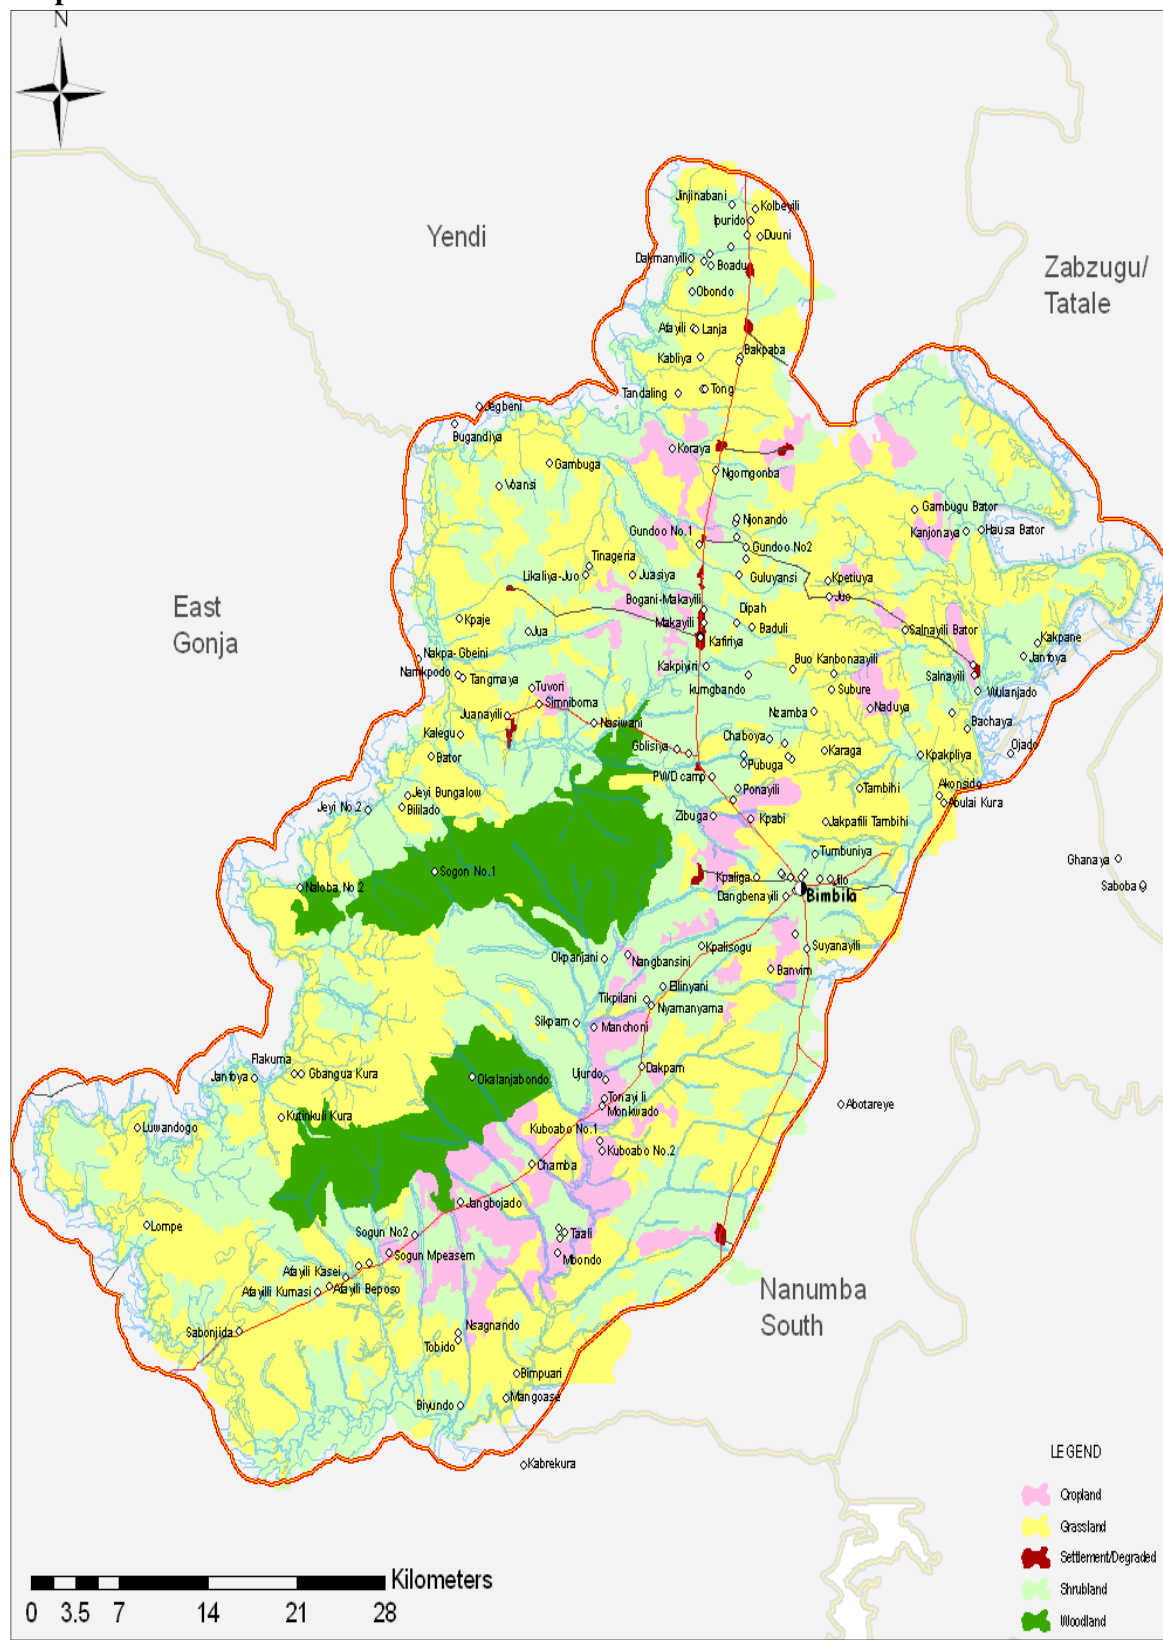 N
Yendi
Zabzugu/
Tatale
East
Gonja
Nanumba
South
Jinjinabani
Kolbeyili
Ipurido
Duuni
Dakmanyili
Boadu
Obondo
Afayili
Lanja
Kabliya
Bakpaba
Tandaling
Tong
Jegbeni
Bugandiya
Koraya
Gambuga
Ngomgonba
Voansi
Gambugu Bator
Njonando
Gundoo No.1
Kanjonaya
Hausa Bator
Gundoo No2
Tinageria
Likaliya-Juo
Juasiya
Guluyansi
Kpetiuya
Juo
Bogani-Makayili
Dipah
Kpaje
Makayili
Baduli
Jua
Kafiriya
Salnayili Bator
Kakpane
Nakpa-Gbeini
Kakpiviri
Buo Kanbonaayili
Jantoya
Namkpodo
Tangmaya
Tuvori
kumgbando
Subure
Salnayili
Wulanjado
Simniboma
Juanayili
Nasiwani
Nzamba
Naduya
Bachaya
Kalegu
Gblisiya
Chaboya
Karaga
Kpakpliya
Ojado
Bator
Pubuga
PWD camp
Jeyi Bungalow
Ponayili
Tambihi
Akonsido
Jeyi No.2
Bililado
Abulai Kura
Zibuga
Kpabi
Jakpafili Tambihi
Tumbuniya
Ghanaya
Sogon No.1
Kpaliga
Jilo
Saboba
Naloba No.2
Dangbenayili
Bimbila
Kpalisogu
Suyanayili
Okpanjani
Nangbansini
Banvim
Ellinyani
Tikpilani
Nyamanyama
Sikpam
Manchoni
Flakuma
Jantoya
Gbangua Kura
Okalanjabondo
Ujurdo
Dakpam
Tonayi li
Monkwado
Abotareye
Kutinkuli Kura
Luwandogo
Kuboabo No.1
Kuboabo No.2
Chamba
Jangbojado
Lompe
Sogun No2
Taali
Sogun Mpeasem
Mbondo
Afayili Kasei
Afayilli Kumasi
Afayili Beposo
Sabonjida
Nsagnando
Tobido
Bimpuari
Mangoase
Biyundo
Kabrekura
LEGEND
Cropland
Grassland
Settlement/Degraded
Shrubland
Woodland
Kilometers
0 3.5 7 14 21 28